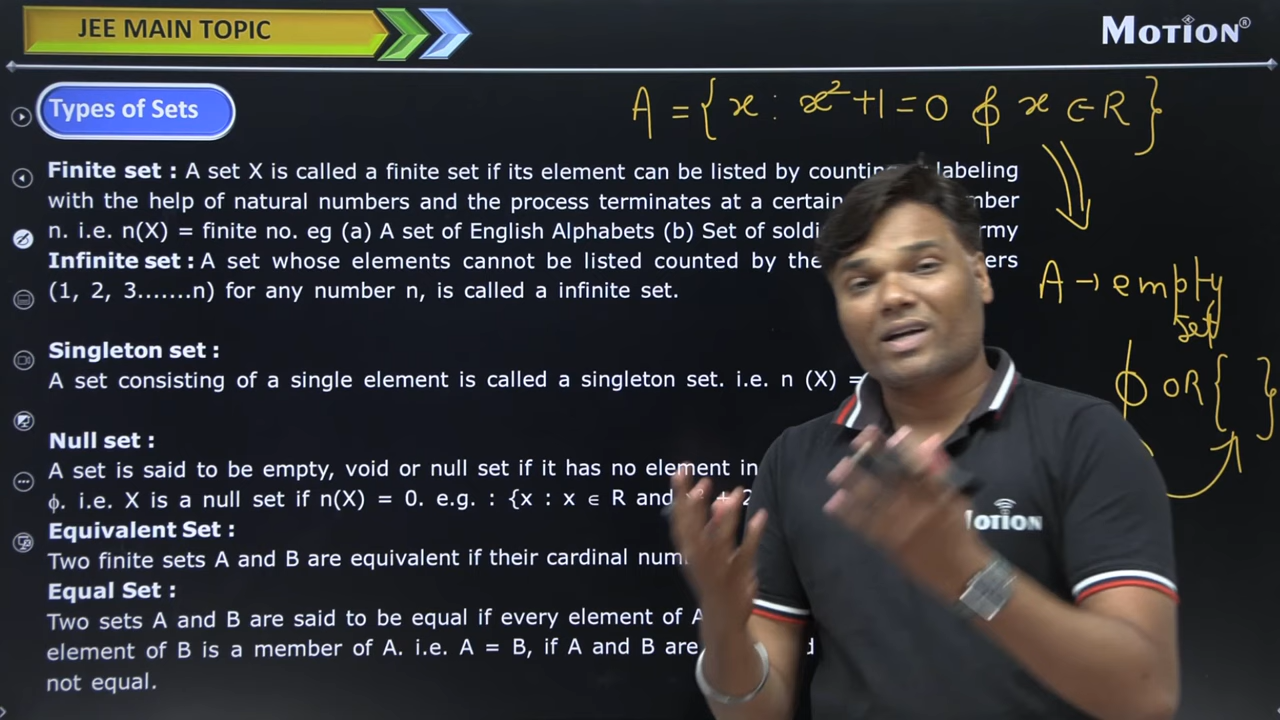 JEE MAIN TOPIC
MOTION®
Types of Sets
A = { x : x² + 1 = 0 & x ∈ R }
Finite set : A set X is called a finite set if its element can be listed by counting labeling
with the help of natural numbers and the process terminates at a certain
n. i.e. n(X) = finite no. eg (a) A set of English Alphabets (b) Set of
Infinite set : A set whose elements cannot be listed counted by the
(1, 2, 3.......n) for any number n, is called a infinite set.
A → empty
set
ϕ OR { }
Singleton set :
A set consisting of a single element is called a singleton set. i.e. n (X) =
Null set :
A set is said to be empty, void or null set if it has no element in
ϕ. i.e. X is a null set if n(X) = 0. e.g. : {x : x ∈ R and + 2
MOTION
Equivalent Set :
Two finite sets A and B are equivalent if their cardinal
Equal Set :
Two sets A and B are said to be equal if every element of A
element of B is a member of A. i.e. A = B, if A and B are
not equal.